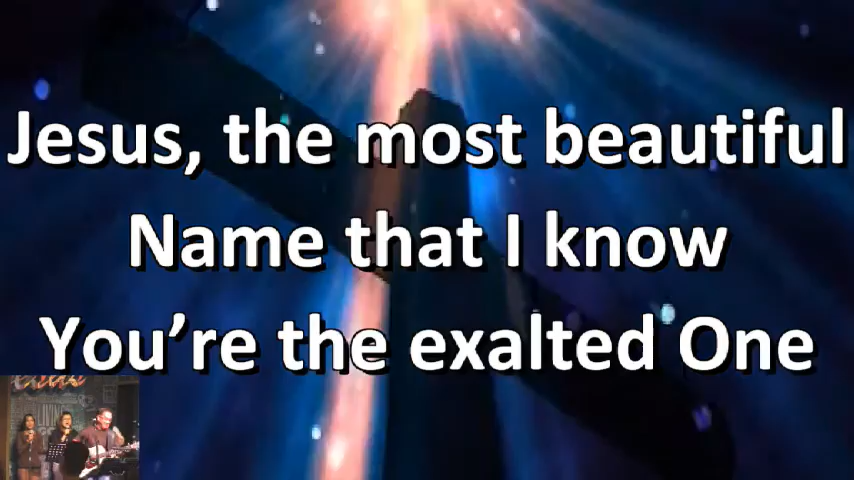 Jesus, the most beautiful
Name that I know
You’re the exalted One